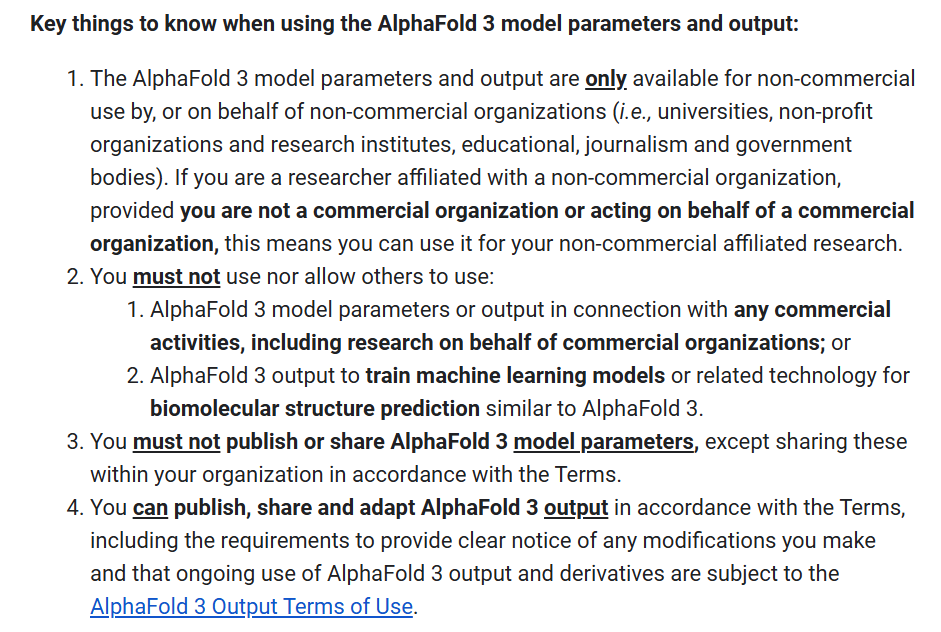 Key things to know when using the AlphaFold 3 model parameters and output:
1. The AlphaFold 3 model parameters and output are only available for non-commercial
use by, or on behalf of non-commercial organizations (i.e., universities, non-profit
organizations and research institutes, educational, journalism and government
bodies). If you are a researcher affiliated with a non-commercial organization,
provided you are not a commercial organization or acting on behalf of a commercial
organization, this means you can use it for your non-commercial affiliated research.
2. You must not use nor allow others to use:
1. AlphaFold 3 model parameters or output in connection with any commercial
activities, including research on behalf of commercial organizations; or
2. AlphaFold 3 output to train machine learning models or related technology for
biomolecular structure prediction similar to AlphaFold 3.
3. You must not publish or share AlphaFold 3 model parameters, except sharing these
within your organization in accordance with the Terms.
4. You can publish, share and adapt AlphaFold 3 output in accordance with the Terms,
including the requirements to provide clear notice of any modifications you make
and that ongoing use of AlphaFold 3 output and derivatives are subject to the
AlphaFold 3 Output Terms of Use.